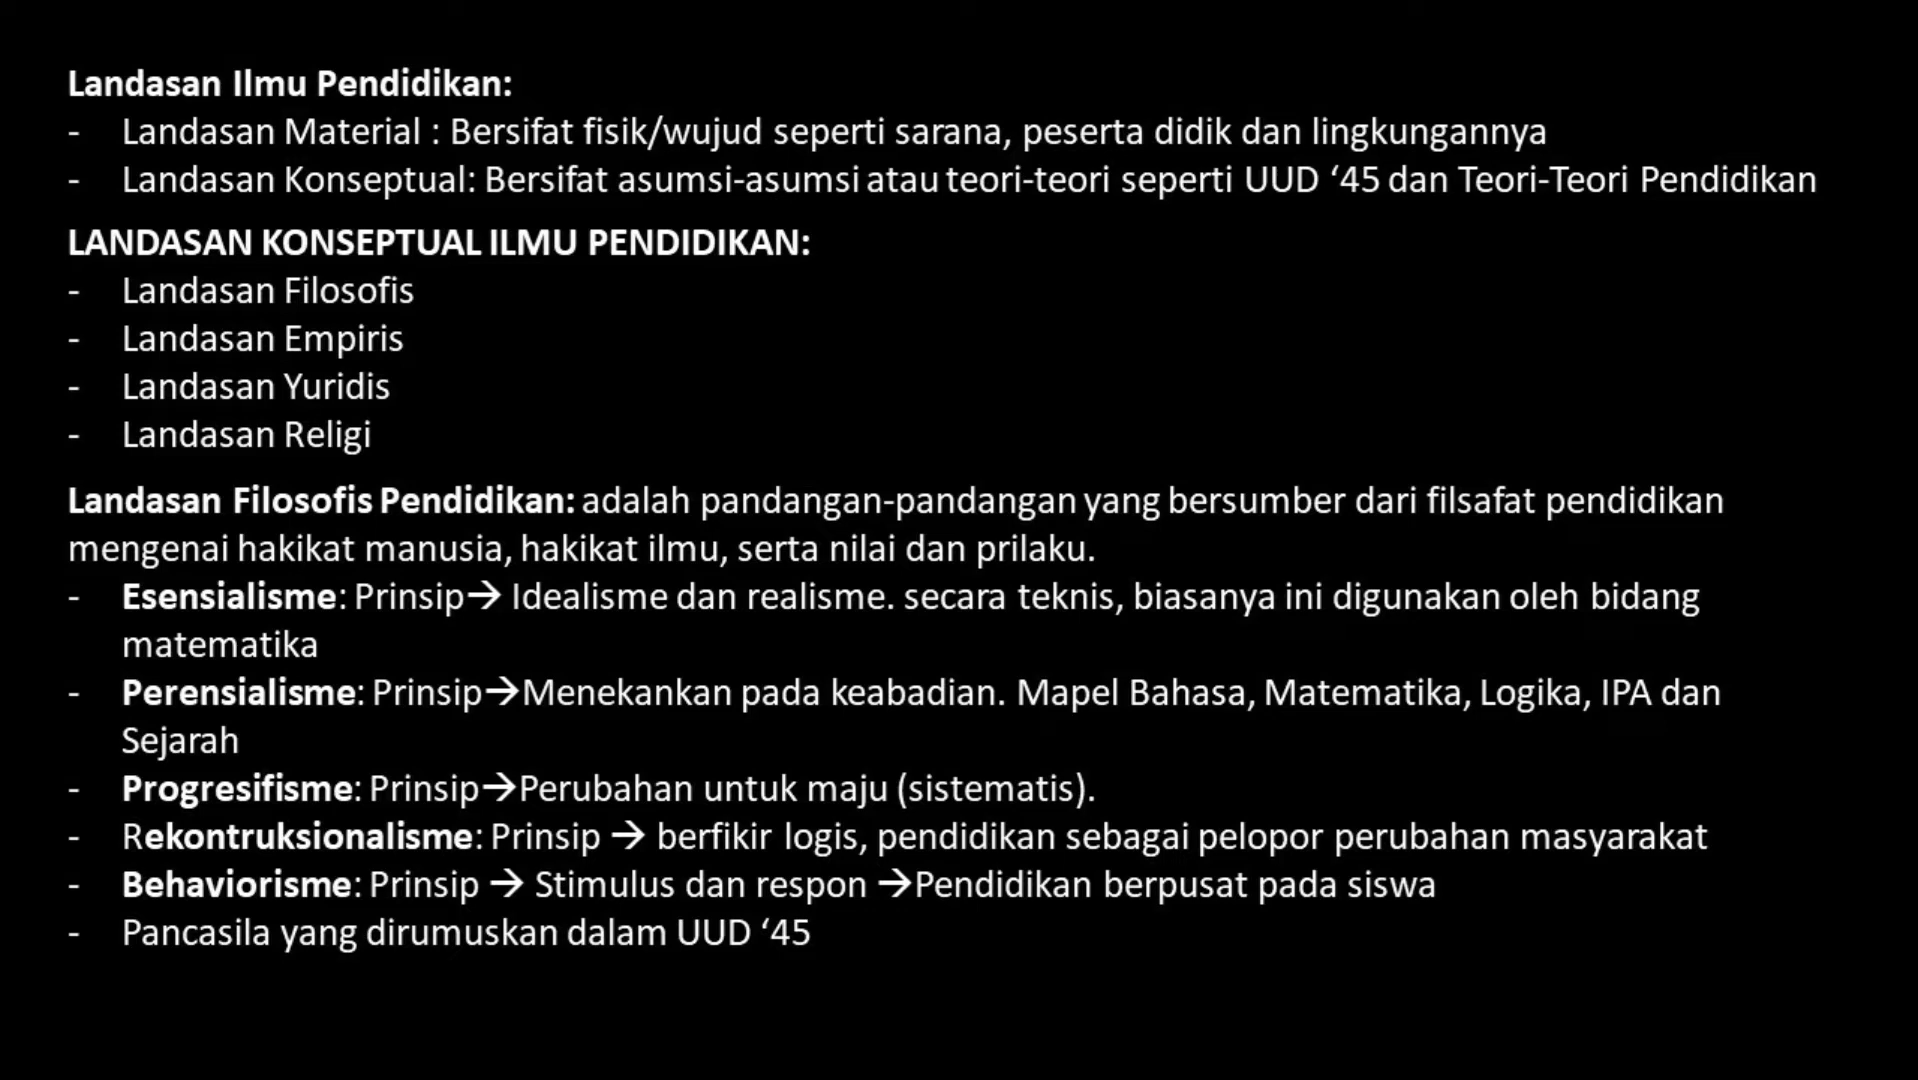 Landasan Ilmu Pendidikan:
- Landasan Material : Bersifat fisik/wujud seperti sarana, peserta didik dan lingkungannya
- Landasan Konseptual: Bersifat asumsi-asumsi atau teori-teori seperti UUD ‘45 dan Teori-Teori Pendidikan
LANDASAN KONSEPTUAL ILMU PENDIDIKAN:
- Landasan Filosofis
- Landasan Empiris
- Landasan Yuridis
- Landasan Religi
Landasan Filosofis Pendidikan: adalah pandangan-pandangan yang bersumber dari filsafat pendidikan
mengenai hakikat manusia, hakikat ilmu, serta nilai dan prilaku.
- Esensialisme: Prinsip→ Idealisme dan realisme. secara teknis, biasanya ini digunakan oleh bidang
matematika
- Perensialisme: Prinsip→Menekankan pada keabadian. Mapel Bahasa, Matematika, Logika, IPA dan
Sejarah
- Progresifisme: Prinsip→Perubahan untuk maju (sistematis).
- Rekontruksionalisme: Prinsip → berfikir logis, pendidikan sebagai pelopor perubahan masyarakat
- Behaviorisme: Prinsip → Stimulus dan respon →Pendidikan berpusat pada siswa
- Pancasila yang dirumuskan dalam UUD ‘45